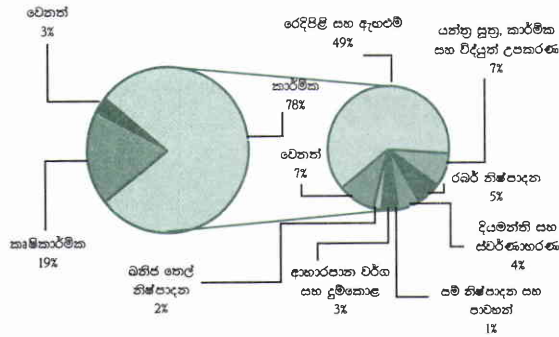 වෙනත්
3%
රෙදිපිළි සහ ඇඟළුම්
49%
යන්ත්‍ර සූත්‍ර, කාර්මික
සහ විද්යුත් උපකරණ
7%
කාර්මික
78%
වෙනත්
7%
රබර් නිෂ්පාදන
5%
කෘෂිකාර්මික
19%
දියමන්ති සහ
ස්වර්ණාභරණ
4%
ඛනිජ තෙල්
නිෂ්පාදන
2%
ආහාරපාන වර්ග
සහ දුම්කොළ
3%
සම් නිෂ්පාදන සහ
පාවහන්
1%